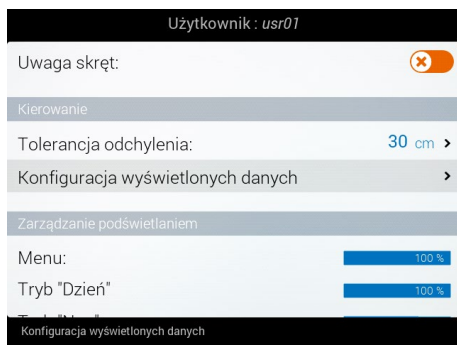 Użytkownik : usr01
Uwaga skręt:
Kierowanie
Tolerancja odchylenia: 30 cm >
Konfiguracja wyświetlonych danych >
Zarządzanie podświetlaniem
Menu: 100 %
Tryb "Dzień" 100 %
Konfiguracja wyświetlonych danych